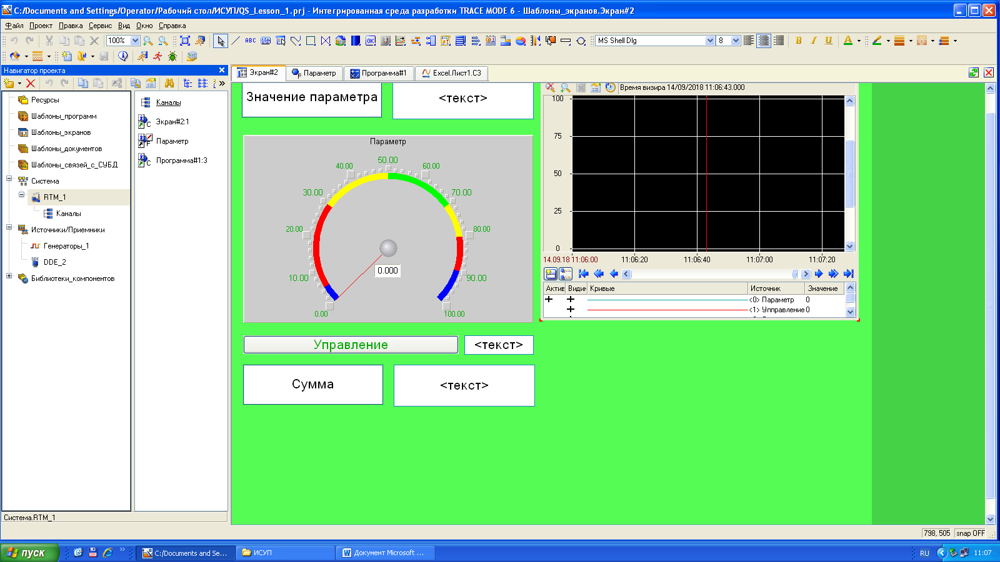 C:/Documents and Settings/Operator/Рабочий стол/ИСУП/QS_Lesson_1.prj - Интегрированная среда разработки TRACE MODE 6 - Шаблоны_экранов.Экран#2
Файл Проект Правка Сервис Вид Окно Справка
100% ABC OK MS Shell Dlg 8 B I U A
Навигатор проекта
Экран#2 Параметр Программа#1 Excel.Лист1.C3
Ресурсы
Шаблоны_программ
Шаблоны_экранов
Шаблоны_документов
Шаблоны_связей_с_СУБД
Система
RTM_1
Каналы
Источники/Приемники
Генераторы_1
DDE_2
Библиотеки_компонентов
Каналы
Экран#2:1
Параметр
Программа#1:3
Система.RTM_1
Значение параметра
<текст>
Параметр
0.00
10.00
20.00
30.00
40.00
50.00
60.00
70.00
80.00
90.00
100.00
0.000
Управление
<текст>
Сумма
<текст>
Время визира 14/09/2018 11:06:43.000
100
75
50
25
0
14.09.18 11:06:00 11:06:20 11:06:40 11:07:00 11:07:20
Актив Видим Кривые Источник Значение
<0> Параметр 0
<1> Упправление 0
798, 505 snap OFF
пуск C:/Documents and Se... ИСУП Документ Microsoft ... RU 11:07